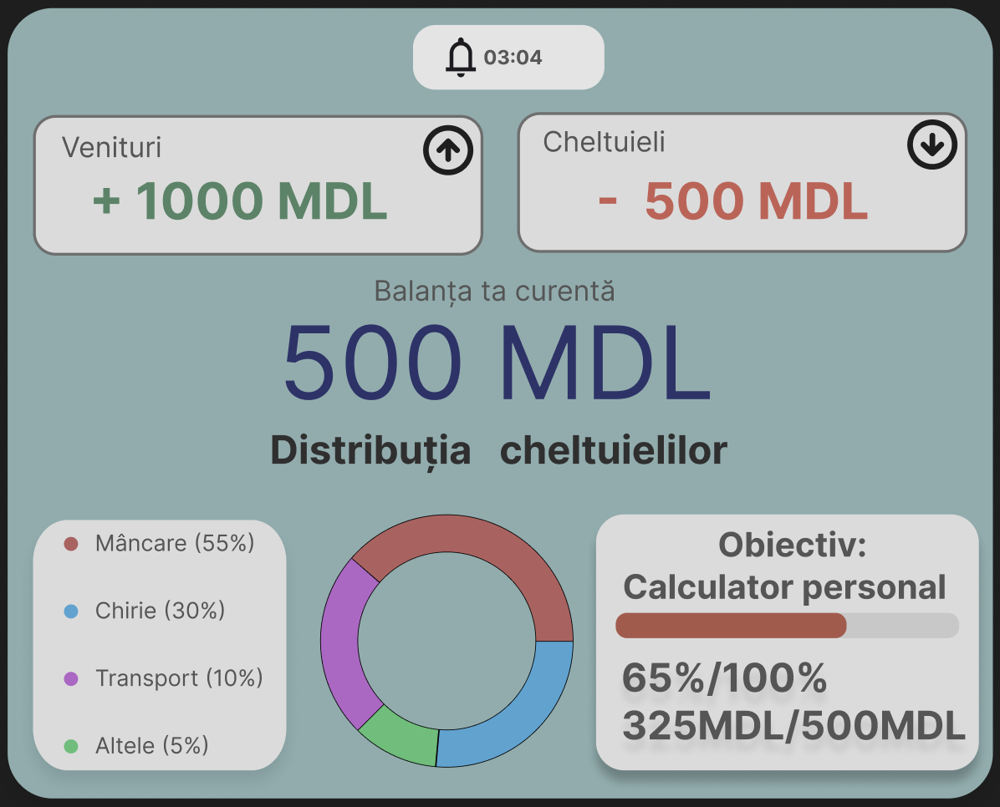 03:04
Venituri
+ 1000 MDL
Cheltuieli
- 500 MDL
Balanța ta curentă
500 MDL
Distribuția cheltuielilor
Mâncare (55%)
Chirie (30%)
Transport (10%)
Altele (5%)
Obiectiv:
Calculator personal
65%/100%
325MDL/500MDL